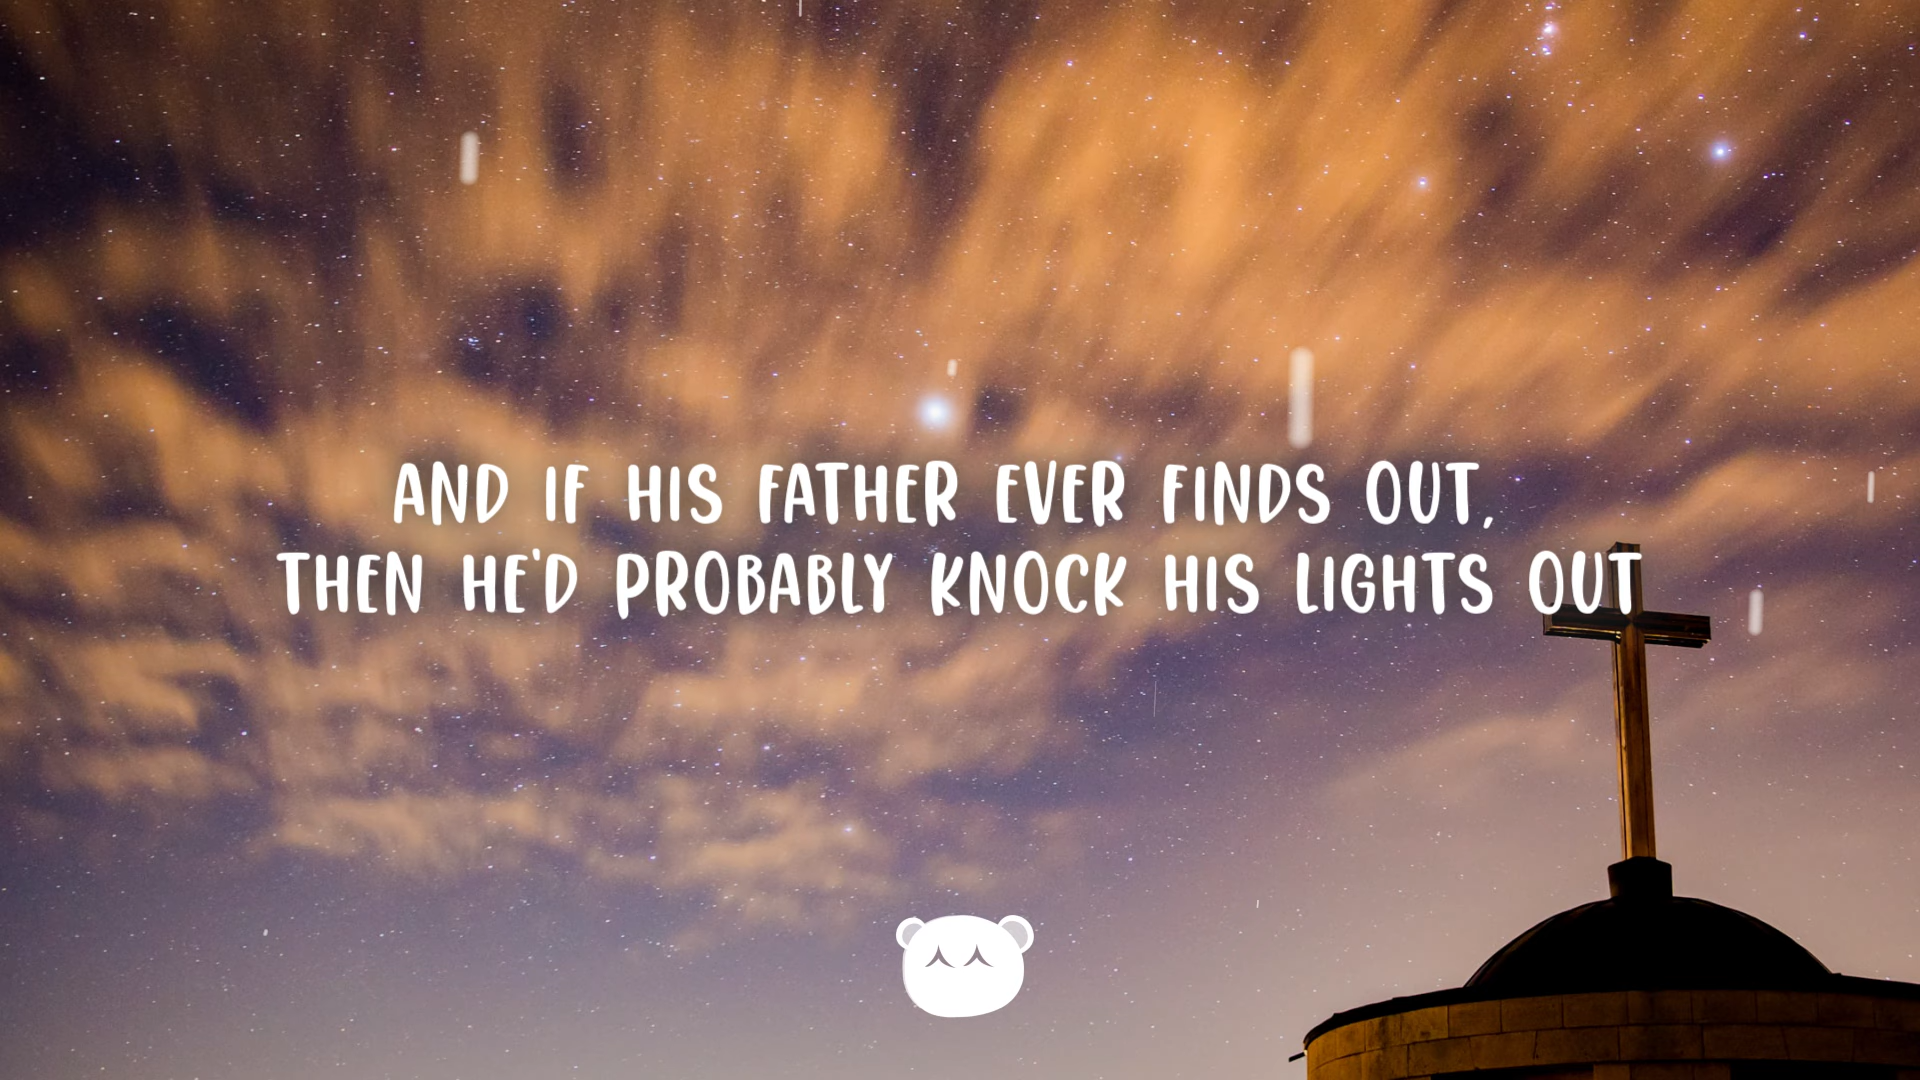 AND IF HIS FATHER EVER FINDS OUT,
THEN HE'D PROBABLY KNOCK HIS LIGHTS OUT